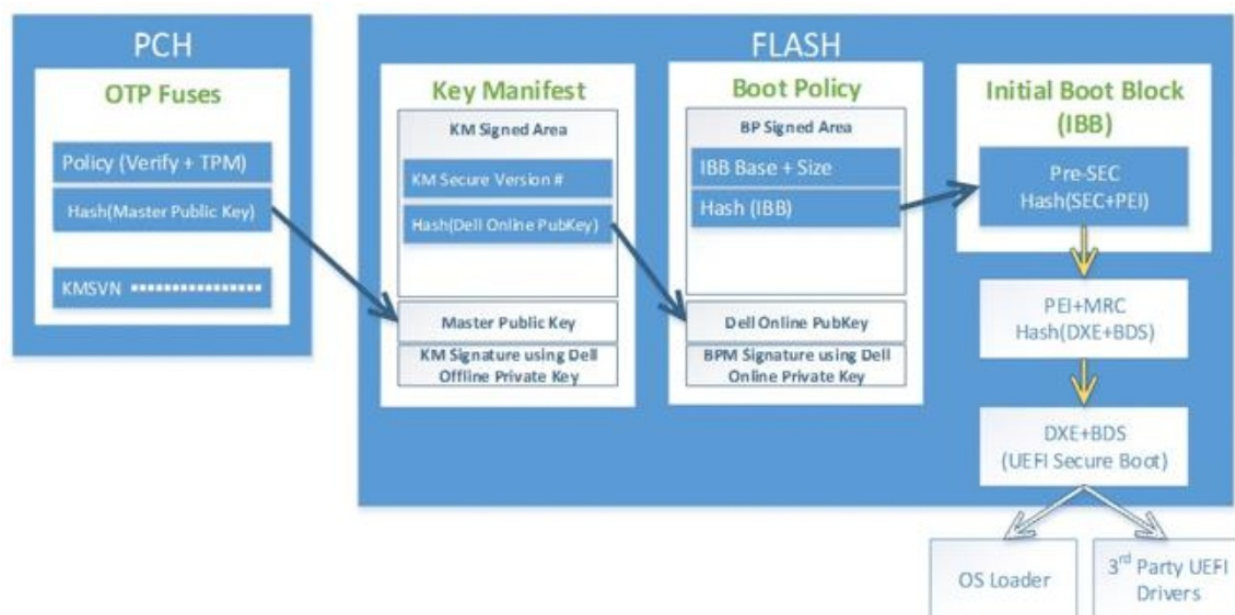 PCH
OTP Fuses
Policy (Verify + TPM)
Hash(Master Public Key)
KMSVN
FLASH
Key Manifest
KM Signed Area
KM Secure Version #
Hash(Dell Online PubKey)
Master Public Key
KM Signature using Dell
Offline Private Key
Boot Policy
BP Signed Area
IBB Base + Size
Hash (IBB)
Dell Online PubKey
BPM Signature using Dell
Online Private Key
Initial Boot Block
(IBB)
Pre-SEC
Hash(SEC+PEI)
PEI+MRC
Hash(DXE+BDS)
DXE+BDS
(UEFI Secure Boot)
OS Loader
3rd Party UEFI
Drivers